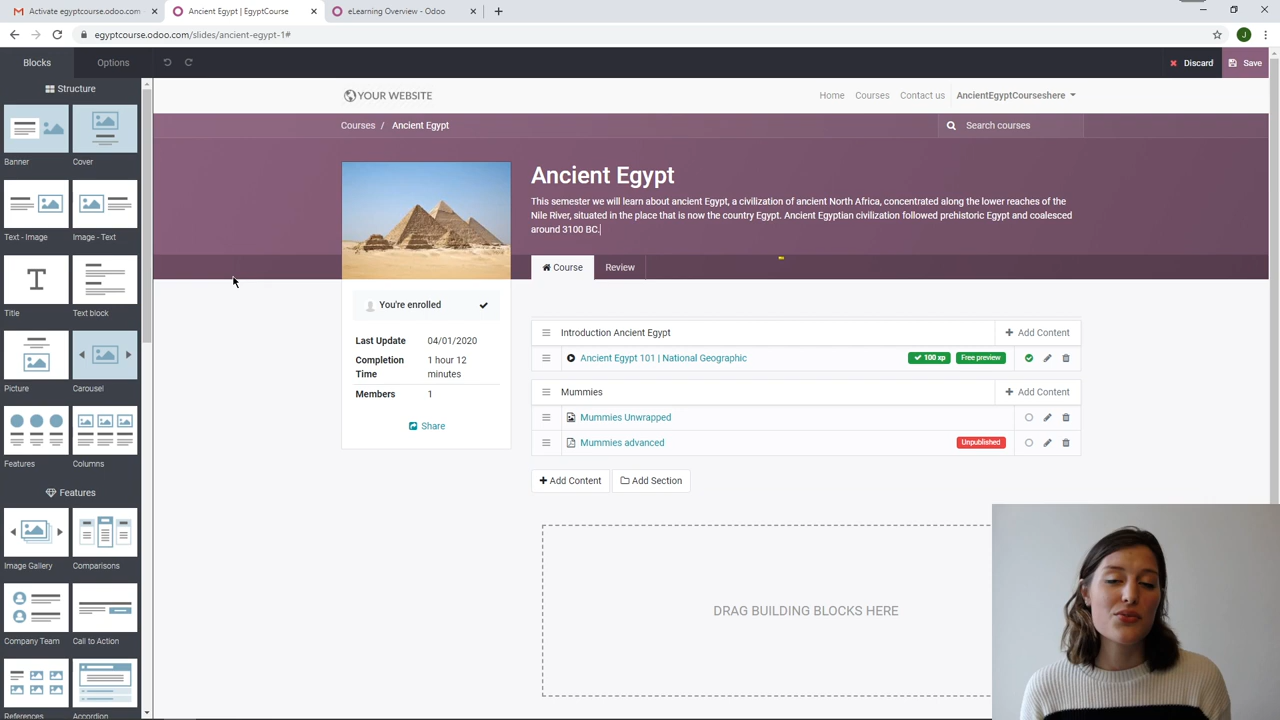 Activate egyptcourse.odoo.com
Ancient Egypt | EgyptCourse
eLearning Overview - Odoo
egyptcourse.odoo.com/slides/ancient-egypt-1#
J
Blocks
Options
Discard
Save
Structure
Banner
Cover
Text - Image
Image - Text
Title
Text block
Picture
Carousel
Features
Columns
Features
Image Gallery
Comparisons
Company Team
Call to Action
References
Accordion
YOUR WEBSITE
Home
Courses
Contact us
AncientEgyptCourseshere
Courses / Ancient Egypt
Search courses
Ancient Egypt
This semester we will learn about ancient Egypt, a civilization of ancient North Africa, concentrated along the lower reaches of the
Nile River, situated in the place that is now the country Egypt. Ancient Egyptian civilization followed prehistoric Egypt and coalesced
around 3100 BC.
Course
Review
You're enrolled
Last Update 04/01/2020
Completion 1 hour 12
Time minutes
Members 1
Share
Introduction Ancient Egypt
Add Content
Ancient Egypt 101 | National Geographic
100 xp
Free preview
Mummies
Add Content
Mummies Unwrapped
Mummies advanced
Unpublished
Add Content
Add Section
DRAG BUILDING BLOCKS HERE